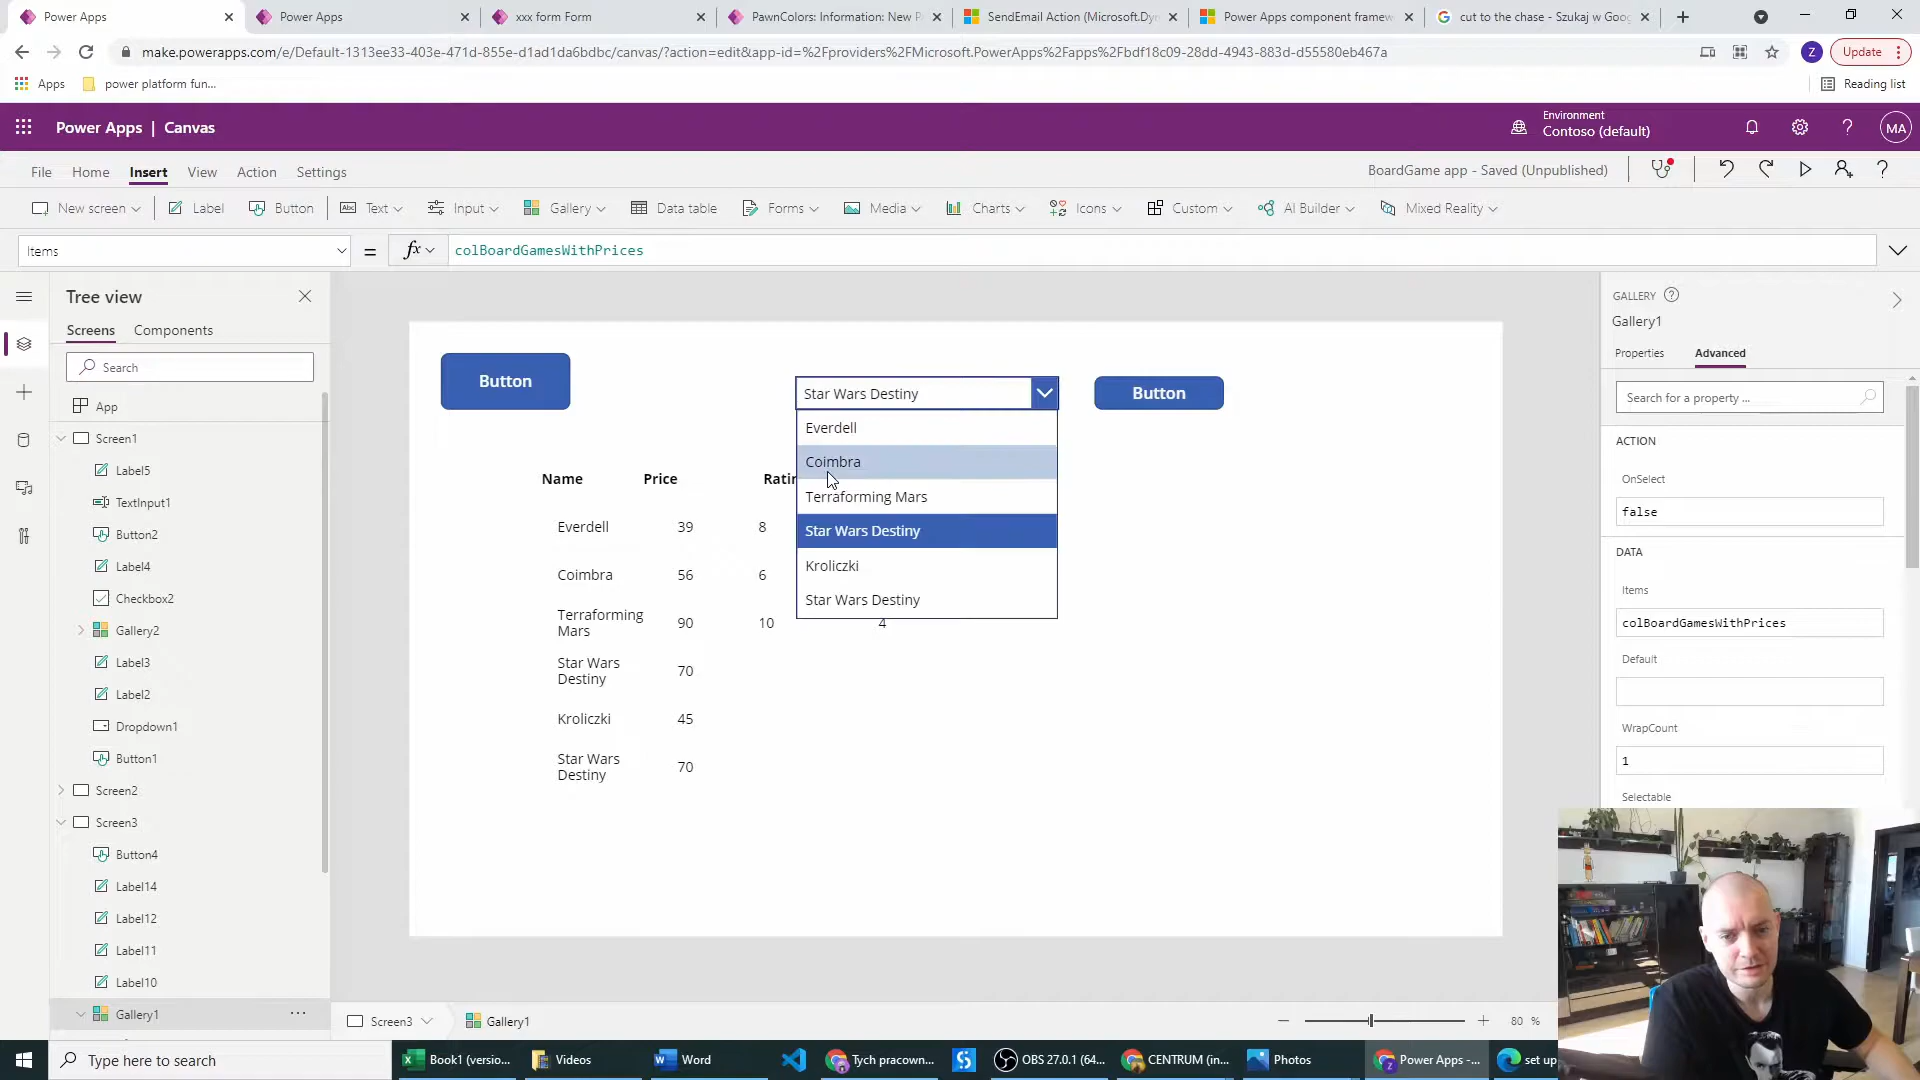 Power Apps
Power Apps
xxx form Form
PawnColors: Information: New P
SendEmail Action (Microsoft.Dyn
Power Apps component framew
cut to the chase - Szukaj w Goog
make.powerapps.com/e/Default-1313ee33-403e-471d-855e-d1ad1da6bdbc/canvas/?action=edit&app-id=%2Fproviders%2FMicrosoft.PowerApps%2Fapps%2Fbdf18c09-28dd-4943-883d-d55580eb467a
Z
Update
Apps
power platform fun...
Reading list
Power Apps | Canvas
Environment
Contoso (default)
MA
File
Home
Insert
View
Action
Settings
BoardGame app - Saved (Unpublished)
New screen
Label
Button
Text
Input
Gallery
Data table
Forms
Media
Charts
Icons
Custom
AI Builder
Mixed Reality
Items
=
fx
colBoardGamesWithPrices
Tree view
Screens
Components
Search
App
Screen1
Label5
TextInput1
Button2
Label4
Checkbox2
Gallery2
Label3
Label2
Dropdown1
Button1
Screen2
Screen3
Button4
Label14
Label12
Label11
Label10
Gallery1
Button
Star Wars Destiny
Button
Everdell
Coimbra
Terraforming Mars
Star Wars Destiny
Kroliczki
Star Wars Destiny
Name
Price
Ratin
Everdell
39
8
Coimbra
56
6
Terraforming
Mars
90
10
4
Star Wars
Destiny
70
Kroliczki
45
Star Wars
Destiny
70
GALLERY
Gallery1
Properties
Advanced
Search for a property ...
ACTION
OnSelect
false
DATA
Items
colBoardGamesWithPrices
Default
WrapCount
1
Selectable
Screen3
Gallery1
80 %
Type here to search
Book1 (versio...
Videos
Word
Tych pracown...
OBS 27.0.1 (64...
CENTRUM (in...
Photos
Power Apps -...
set up